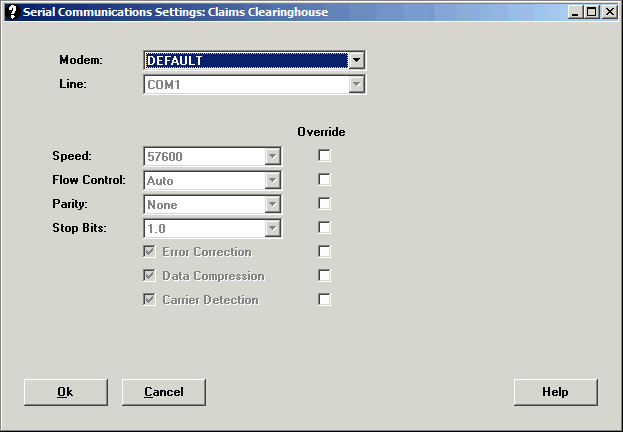 Serial Communications Settings: Claims Clearinghouse
Modem: DEFAULT
Line: COM1
Override
Speed: 57600
Flow Control: Auto
Parity: None
Stop Bits: 1.0
Error Correction
Data Compression
Carrier Detection
Ok Cancel Help